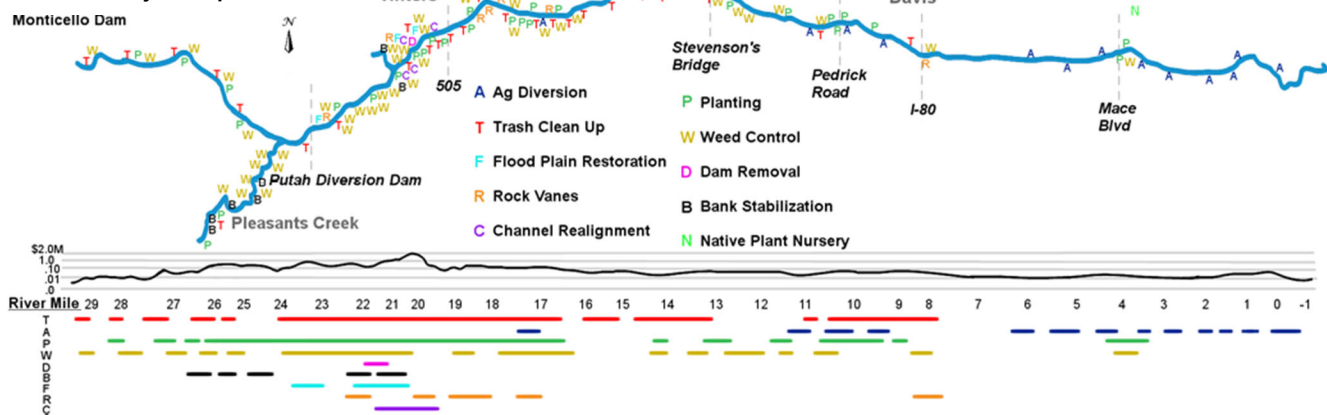 Monticello Dam
N
Davis
N
Stevenson's
Bridge
Pedrick
Road
I-80
Mace
Blvd
505
A Ag Diversion
T Trash Clean Up
F Flood Plain Restoration
R Rock Vanes
C Channel Realignment
P Planting
W Weed Control
D Dam Removal
B Bank Stabilization
N Native Plant Nursery
Putah Diversion Dam
Pleasants Creek
$2.0M
1.0
.10
.01
.0
River Mile 29 28 27 26 25 24 23 22 21 20 19 18 17 16 15 14 13 12 11 10 9 8 7 6 5 4 3 2 1 0 -1
T
A
P
W
D
B
F
R
C